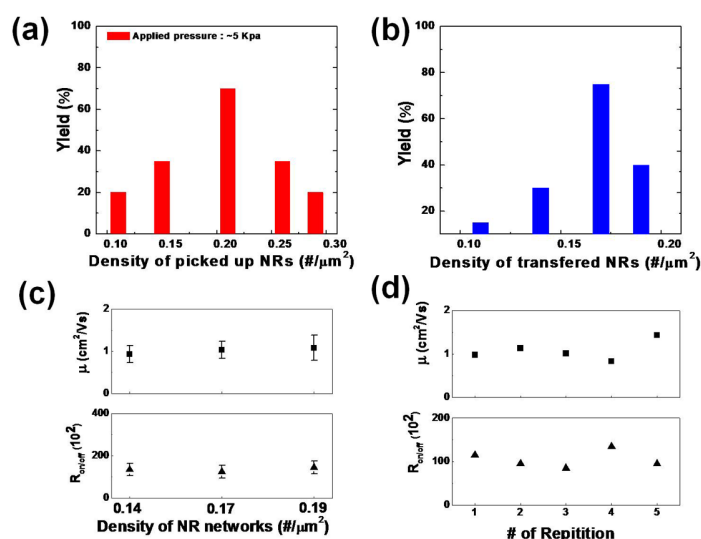 (a)
100
80
60
40
20
0
Yield (%)
Applied pressure : ~5 Kpa
0.10 0.15 0.20 0.25 0.30
Density of picked up NRs (#/μm²)
(b)
100
80
60
40
20
Yield (%)
0.10 0.15 0.20
Density of transfered NRs (#/μm²)
(c)
2
1
0
μ (cm²/Vs)
400
200
0
R on/off (10²)
0.14 0.17 0.19
Density of NR networks (#/μm²)
(d)
2
1
0
μ (cm²/Vs)
200
100
0
R on/off (10²)
1 2 3 4 5
# of Repitition